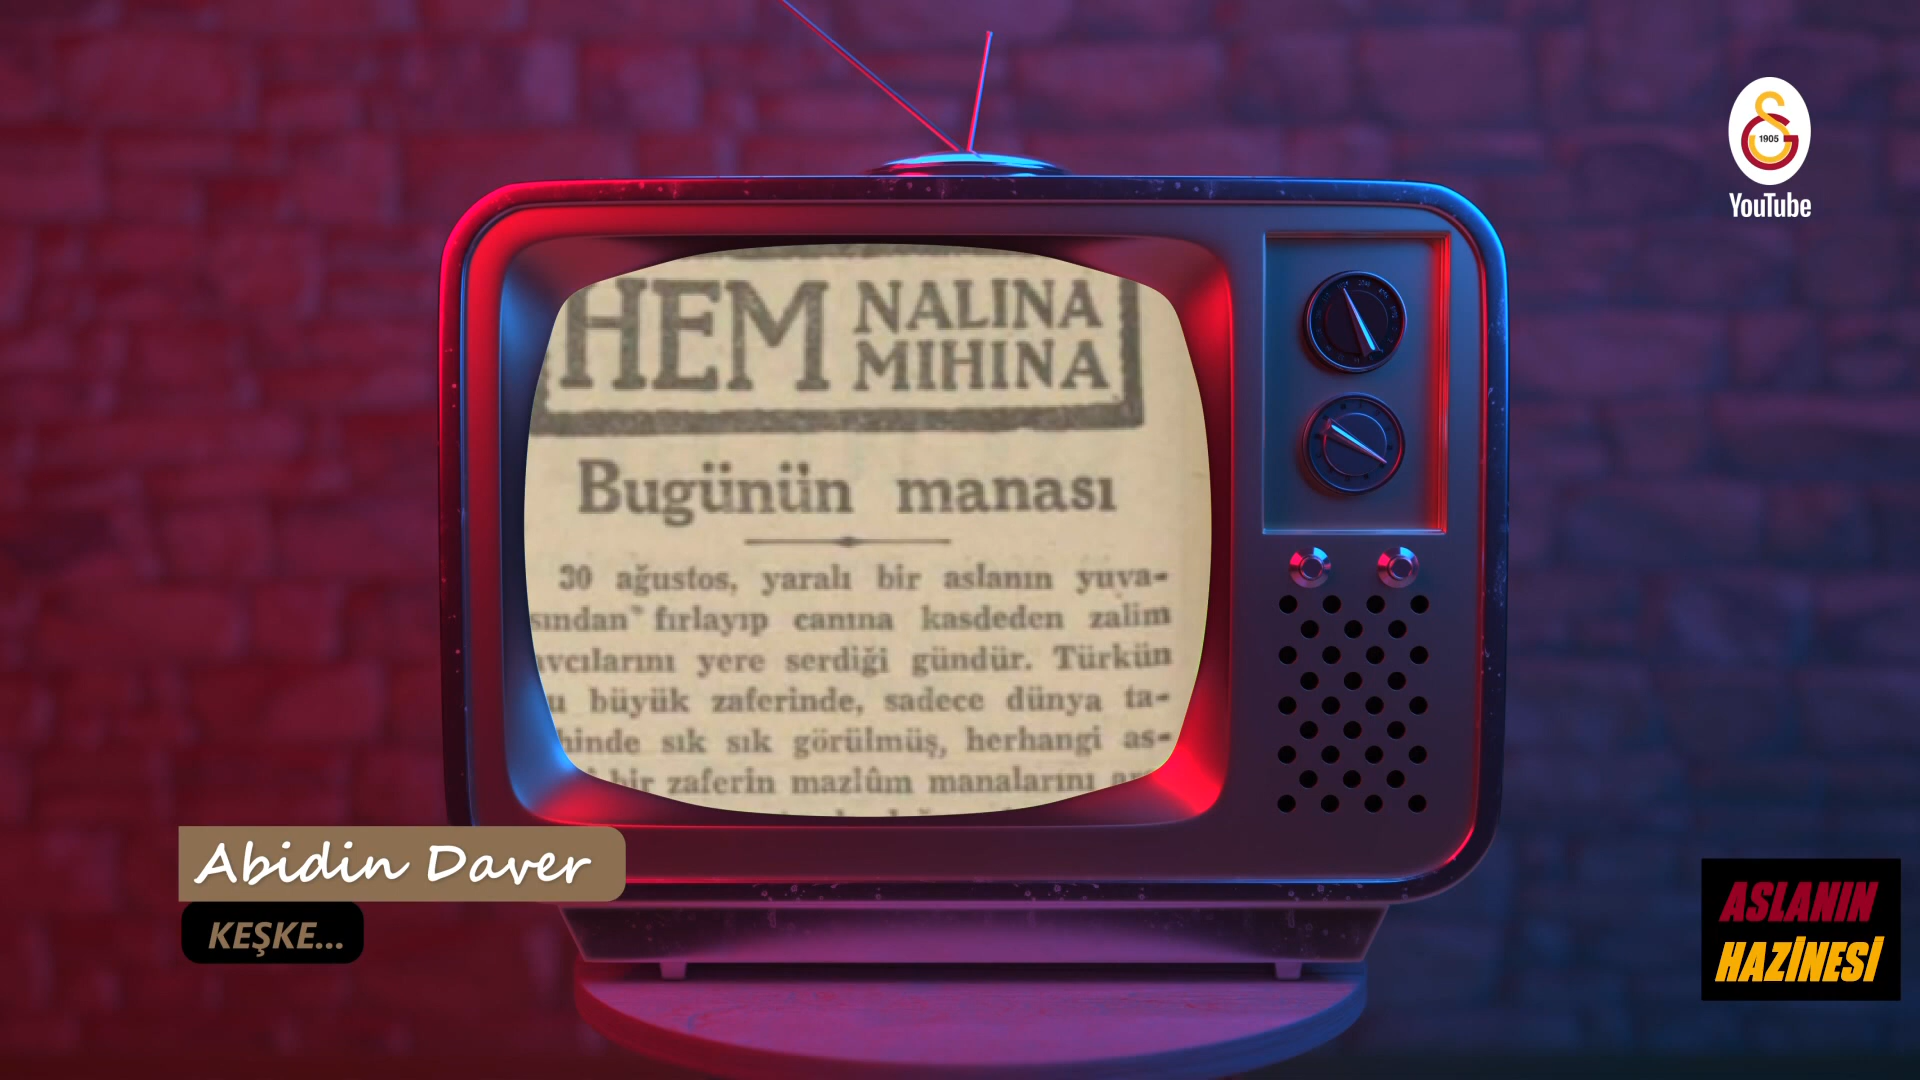 1905
YouTube
HEM NALINA
MIHINA
Bugünün manası
30 ağustos, yaralı bir aslanın yuva-
sından fırlayıp canına kasdeden zalim
avcılarını yere serdiği gündür. Türkün
büyük zaferinde, sadece dünya ta-
hinde sık sık görülmüş, herhangi as-
bir zaferin mazlûm manalarını
Abidin Daver
KEŞKE...
ASLANIN
HAZİNESİ